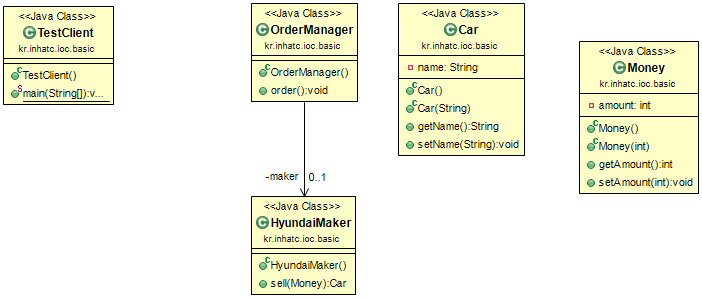 <<Java Class>>
TestClient
kr.inhatc.ioc.basic
TestClient()
main(String[]):v...
<<Java Class>>
OrderManager
kr.inhatc.ioc.basic
OrderManager()
order():void
<<Java Class>>
Car
kr.inhatc.ioc.basic
name: String
Car()
Car(String)
getName():String
setName(String):void
<<Java Class>>
Money
kr.inhatc.ioc.basic
amount: int
Money()
Money(int)
getAmount():int
setAmount(int):void
-maker 0..1
<<Java Class>>
HyundaiMaker
kr.inhatc.ioc.basic
HyundaiMaker()
sell(Money):Car